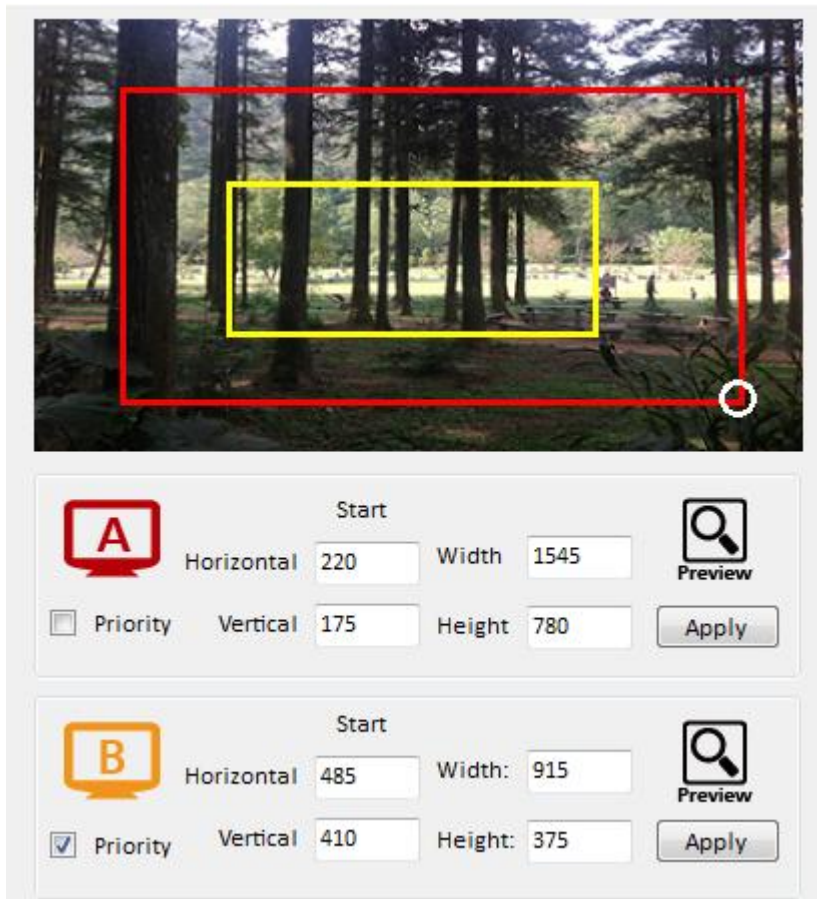 A
Start
Horizontal 220 Width 1545
Preview
Priority Vertical 175 Height 780 Apply
B
Start
Horizontal 485 Width: 915
Preview
Priority Vertical 410 Height: 375 Apply